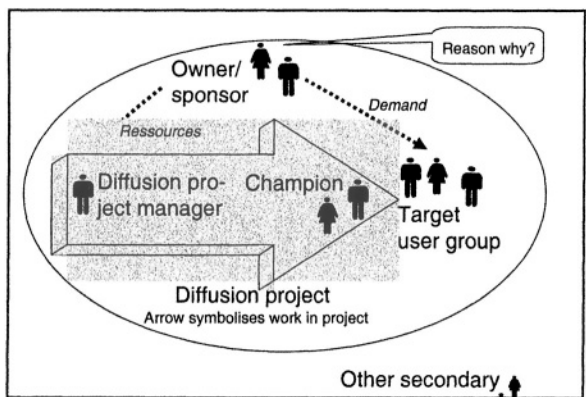 Reason why?
Owner/
sponsor
Demand
Ressources
Diffusion pro-
ject manager
Champion
Target
user group
Diffusion project
Arrow symbolises work in project
Other secondary